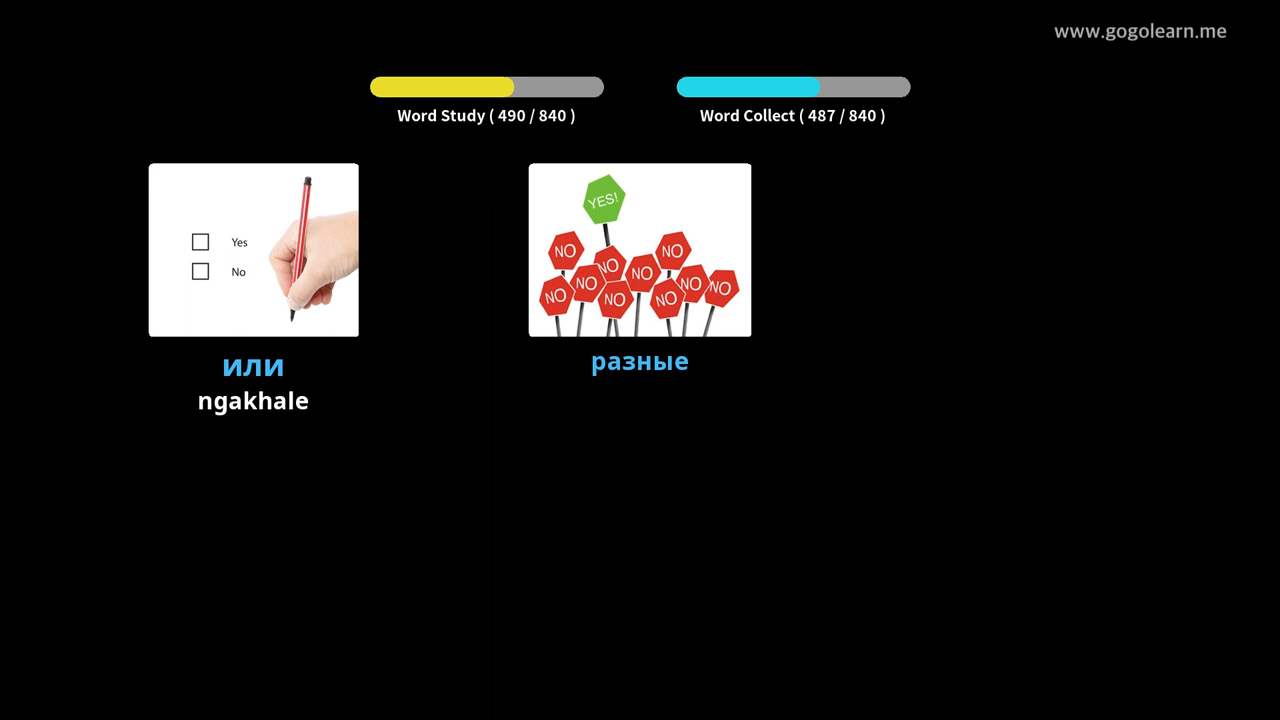 www.gogolearn.me
Word Study ( 490 / 840 )
Word Collect ( 487 / 840 )
Yes
No
YES!
NO
NO
NO
NO
NO
NO
NO
NO
NO
NO
или
разные
ngakhale